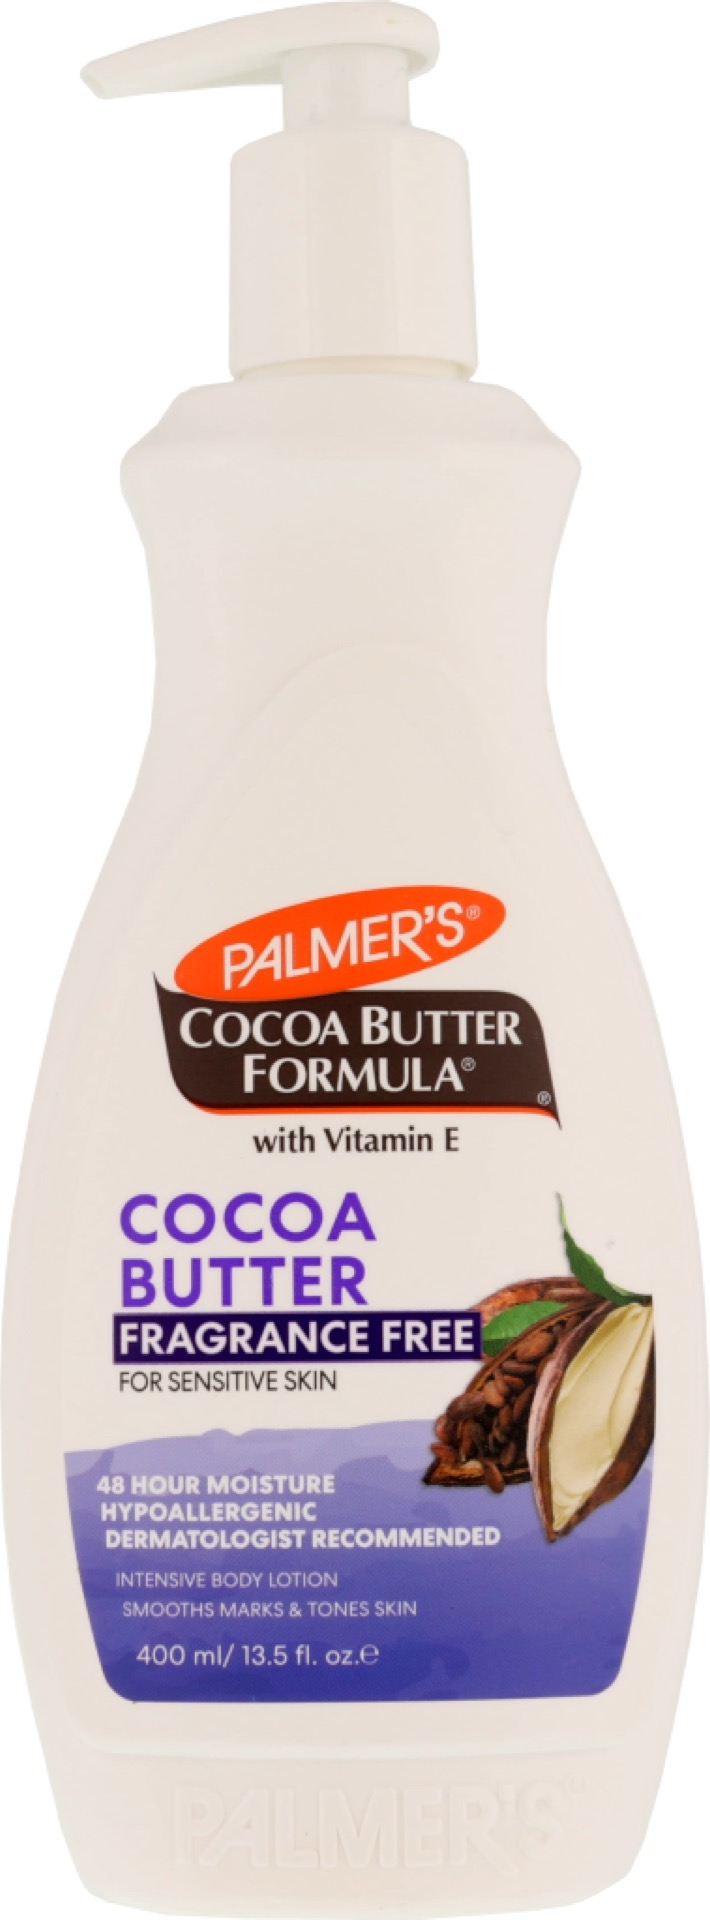 PALMER'S®
COCOA BUTTER
FORMULA®
®
with Vitamin E
COCOA
BUTTER
FRAGRANCE FREE
FOR SENSITIVE SKIN
48 HOUR MOISTURE
HYPOALLERGENIC
DERMATOLOGIST RECOMMENDED
INTENSIVE BODY LOTION
SMOOTHS MARKS & TONES SKIN
400 ml/ 13.5 fl. oz.℮
PALMER'S®